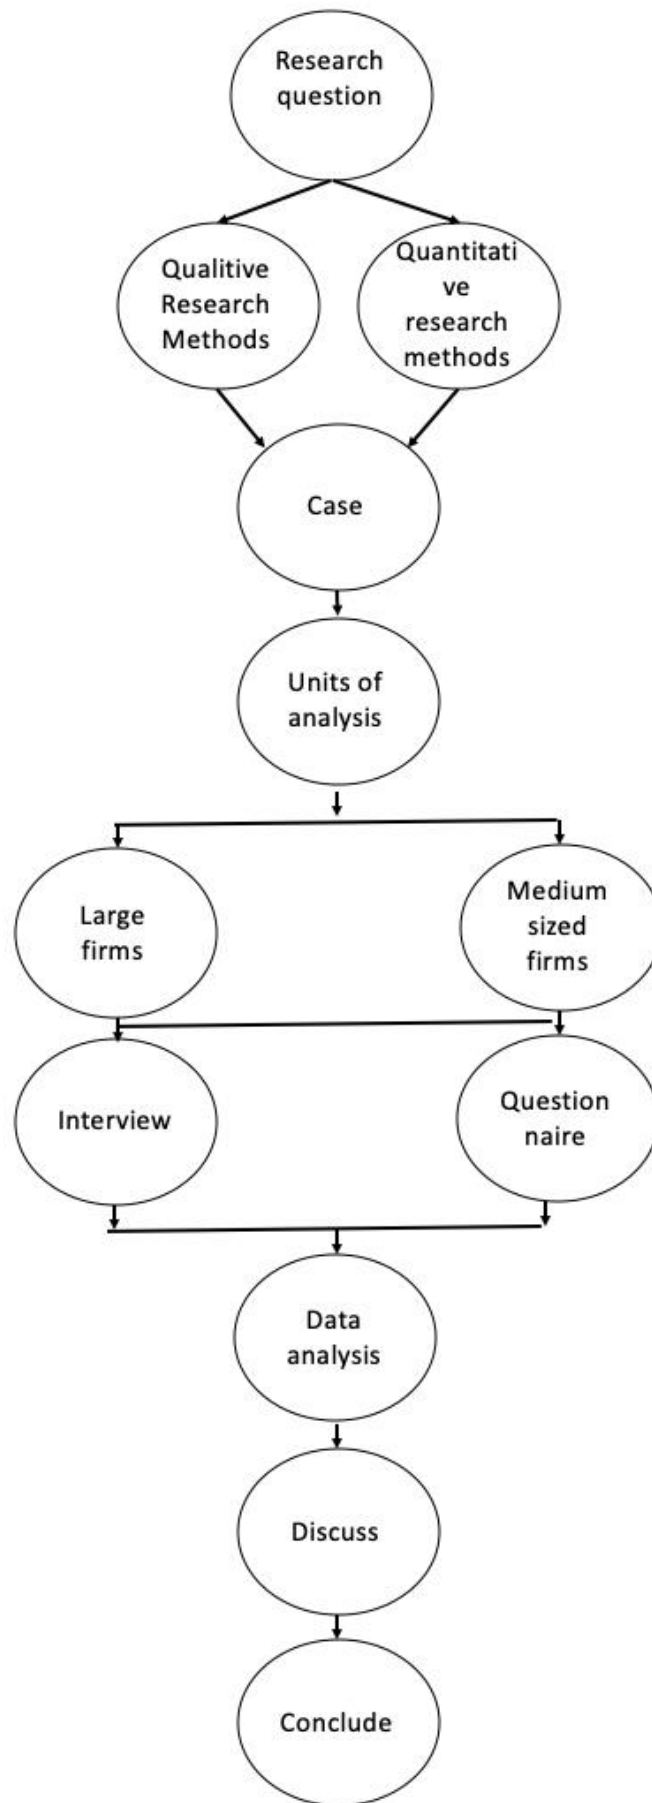 Research
question
Qualitive
Research
Methods
Quantitati
ve
research
methods
Case
Units of
analysis
Large
firms
Medium
sized
firms
Interview
Question
naire
Data
analysis
Discuss
Conclude